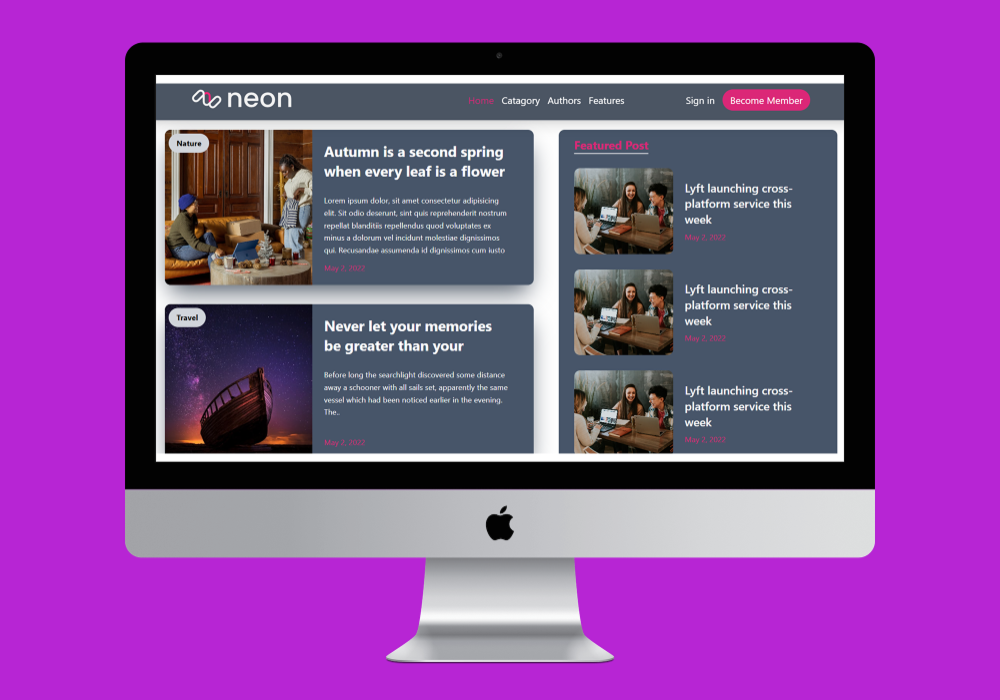 neon
Home Catagory Authors Features
Sign in Become Member
Nature
Autumn is a second spring
when every leaf is a flower
Lorem ipsum dolor, sit amet consectetur adipisicing
elit. Sit odio deserunt, sint quis reprehenderit nostrum
repellat blanditiis repellendus quod voluptates ex
minus a dolorum vel incidunt molestiae dignissimos
qui. Recusandae assumenda id dignissimos cum iusto
May 2, 2022
Travel
Never let your memories
be greater than your
Before long the searchlight discovered some distance
away a schooner with all sails set, apparently the same
vessel which had been noticed earlier in the evening.
The..
May 2, 2022
Featured Post
Lyft launching cross-
platform service this
week
May 2, 2022
Lyft launching cross-
platform service this
week
May 2, 2022
Lyft launching cross-
platform service this
week
May 2, 2022